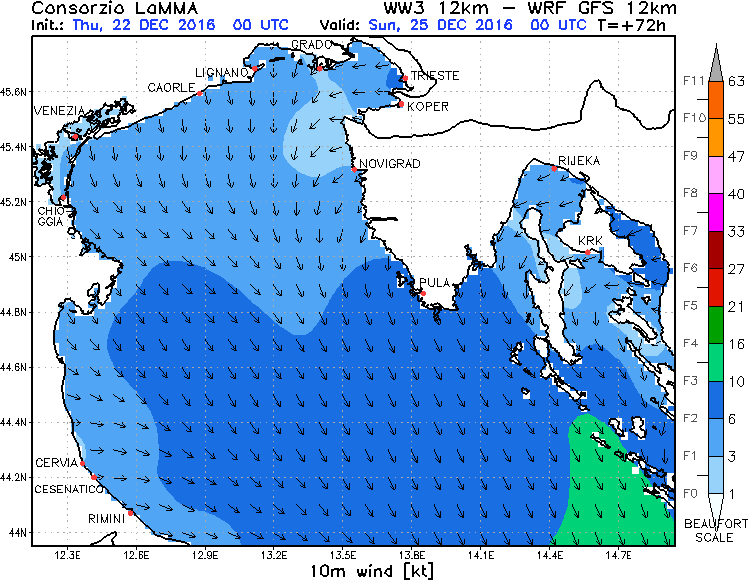 Consorzio LaMMA WW3 12km – WRF GFS 12km
Init.: Thu, 22 DEC 2016 00 UTC Valid: Sun, 25 DEC 2016 00 UTC T=+72h
GRADO
LIGNANO
TRIESTE
CAORLE
KOPER
VENEZIA
NOVIGRAD
RIJEKA
CHIO-
GGIA
KRK
PULA
CERVIA
CESENATICO
RIMINI
45.6N
45.4N
45.2N
45N
44.8N
44.6N
44.4N
44.2N
44N
12.3E 12.6E 12.9E 13.2E 13.5E 13.8E 14.1E 14.4E 14.7E
10m wind [kt]
F11 63
F10 55
F9 47
F8 40
F7 33
F6 27
F5 21
F4 16
F3 10
F2 6
F1 3
F0 1
BEAUFORT
SCALE